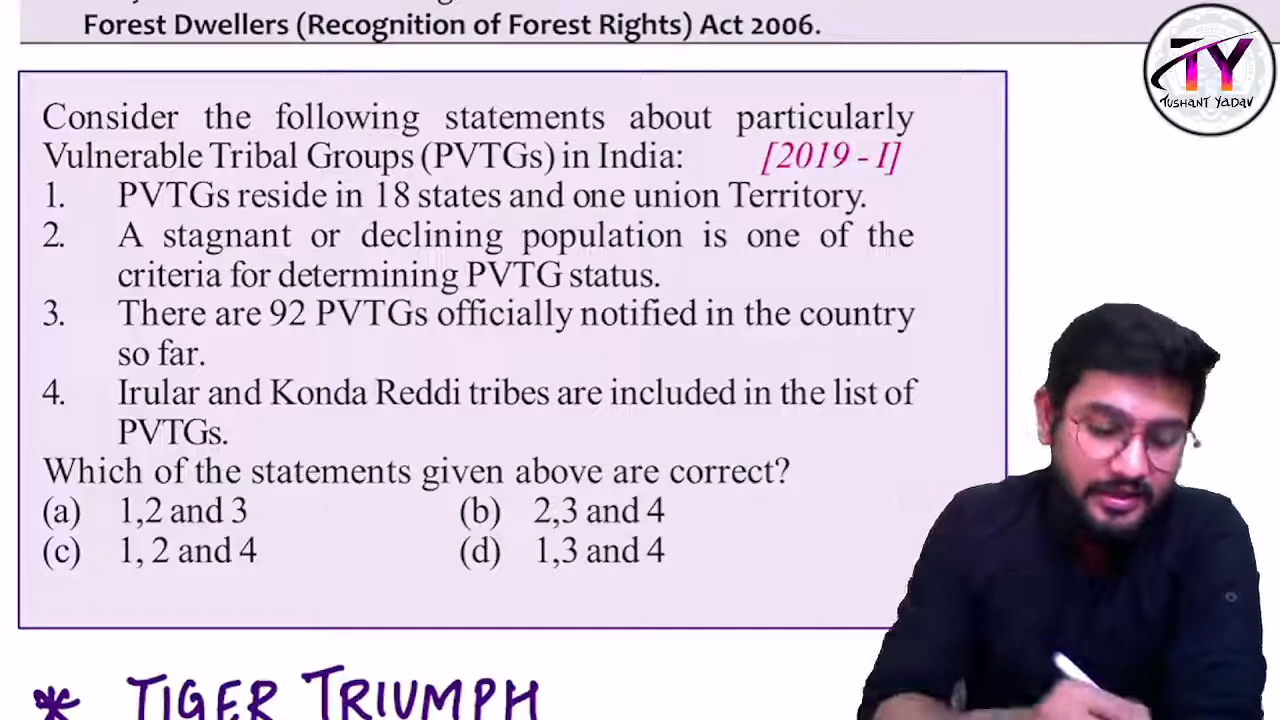 Forest Dwellers (Recognition of Forest Rights) Act 2006.
TY
TUSHANT YADAV
Consider the following statements about particularly
Vulnerable Tribal Groups (PVTGs) in India: [2019 - I]
1. PVTGs reside in 18 states and one union Territory.
2. A stagnant or declining population is one of the
criteria for determining PVTG status.
3. There are 92 PVTGs officially notified in the country
so far.
4. Irular and Konda Reddi tribes are included in the list of
PVTGs.
Which of the statements given above are correct?
(a) 1,2 and 3 (b) 2,3 and 4
(c) 1, 2 and 4 (d) 1,3 and 4
* TIGER TRIUMPH